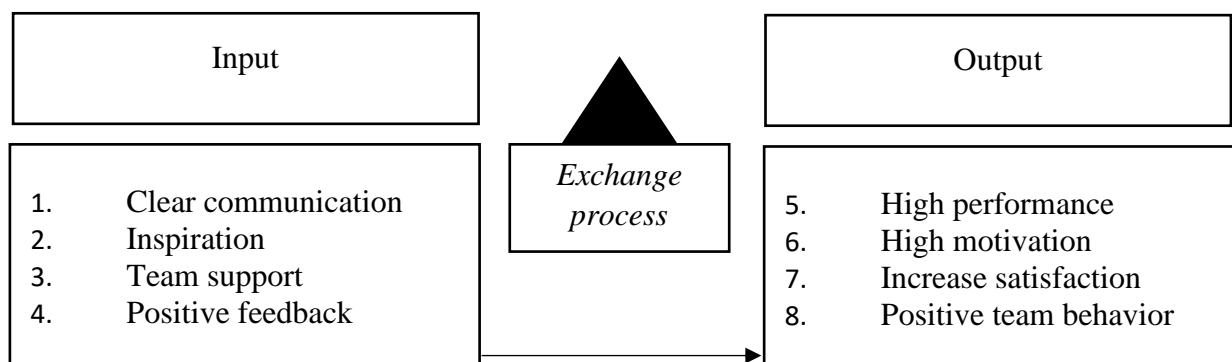 Input
1. Clear communication
2. Inspiration
3. Team support
4. Positive feedback
Exchange
process
Output
5. High performance
6. High motivation
7. Increase satisfaction
8. Positive team behavior